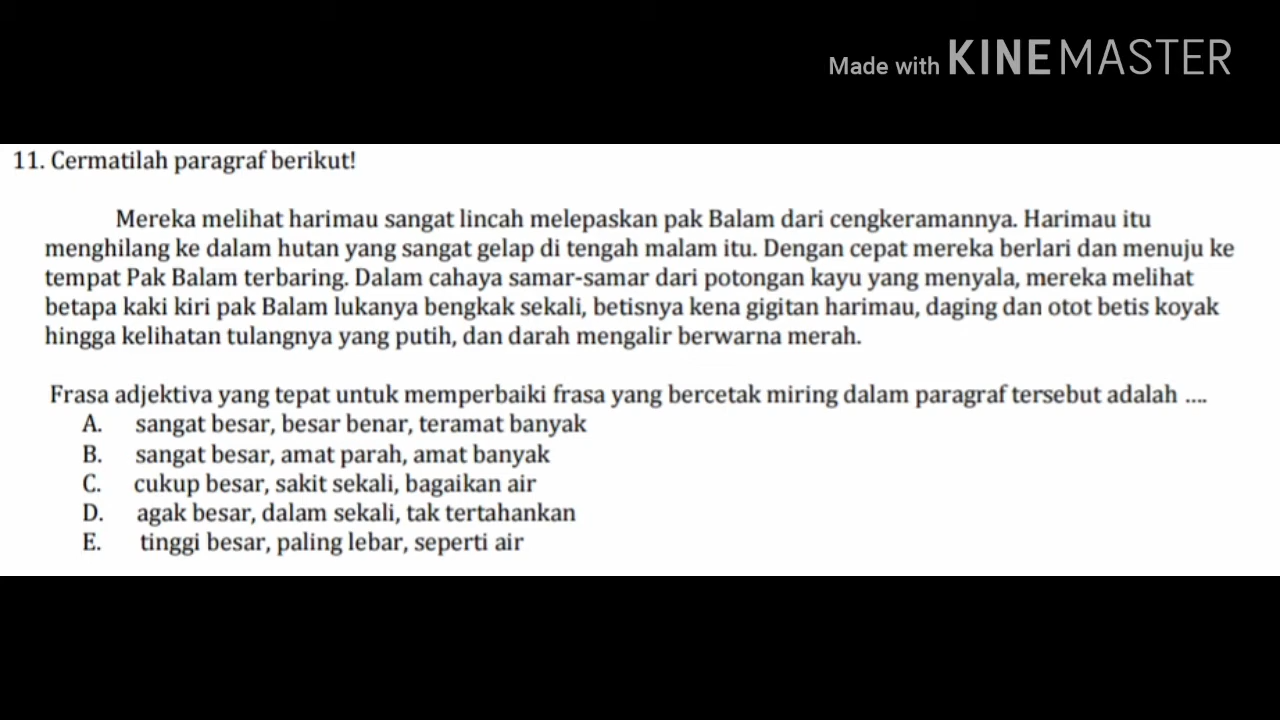 Made with KINEMASTER
11. Cermatilah paragraf berikut!
Mereka melihat harimau sangat lincah melepaskan pak Balam dari cengkeramannya. Harimau itu
menghilang ke dalam hutan yang sangat gelap di tengah malam itu. Dengan cepat mereka berlari dan menuju ke
tempat Pak Balam terbaring. Dalam cahaya samar-samar dari potongan kayu yang menyala, mereka melihat
betapa kaki kiri pak Balam lukanya bengkak sekali, betisnya kena gigitan harimau, daging dan otot betis koyak
hingga kelihatan tulangnya yang putih, dan darah mengalir berwarna merah.
Frasa adjektiva yang tepat untuk memperbaiki frasa yang bercetak miring dalam paragraf tersebut adalah ....
A. sangat besar, besar benar, teramat banyak
B. sangat besar, amat parah, amat banyak
C. cukup besar, sakit sekali, bagaikan air
D. agak besar, dalam sekali, tak tertahankan
E. tinggi besar, paling lebar, seperti air